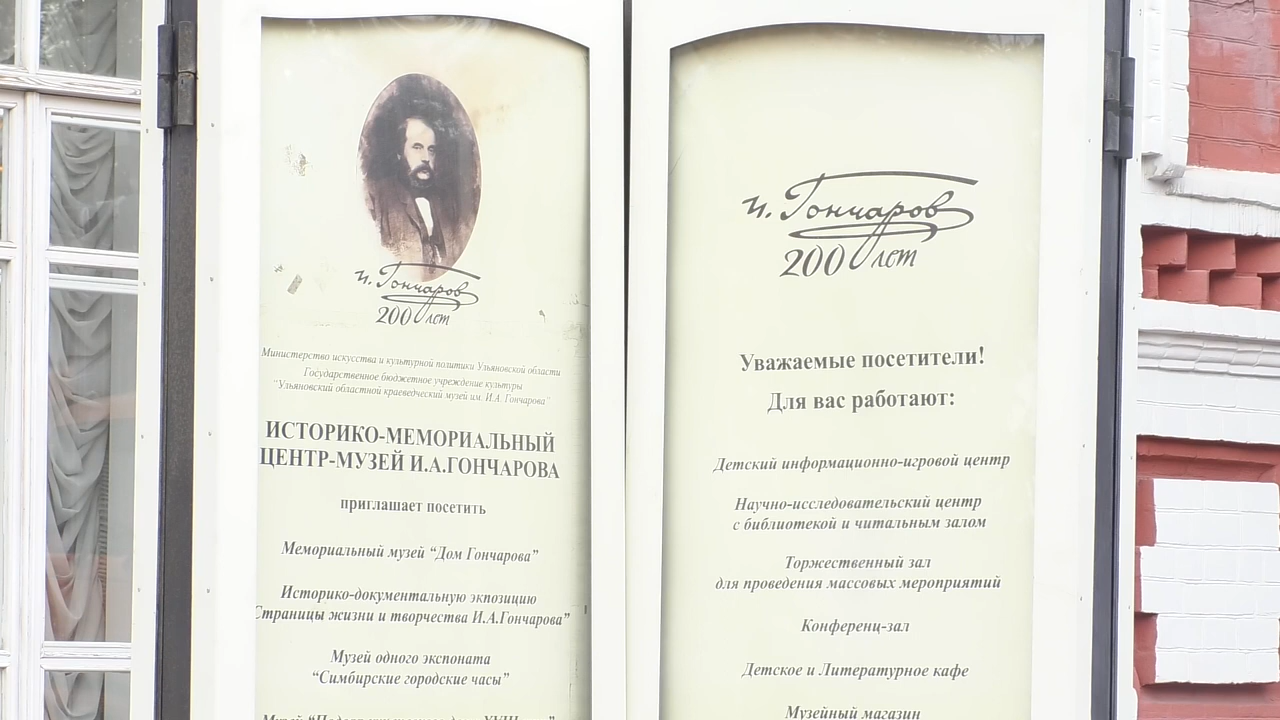 И. Гончаров
200 лет
Министерство искусства и культурной политики Ульяновской области
Государственное бюджетное учреждение культуры
"Ульяновский областной краеведческий музей им. И.А. Гончарова"
ИСТОРИКО-МЕМОРИАЛЬНЫЙ
ЦЕНТР-МУЗЕЙ И.А.ГОНЧАРОВА
приглашает посетить
Мемориальный музей “Дом Гончарова”
Историко-документальную экпозицию
Страницы жизни и творчества И.А.Гончарова”
Музей одного экспоната
“Симбирские городские часы”
Музей
И. Гончаров
200 лет
Уважаемые посетители!
Для вас работают:
Детский информационно-игровой центр
Научно-исследовательский центр
с библиотекой и читальным залом
Торжественный зал
для проведения массовых мероприятий
Конференц-зал
Детское и Литературное кафе
Музейный магазин